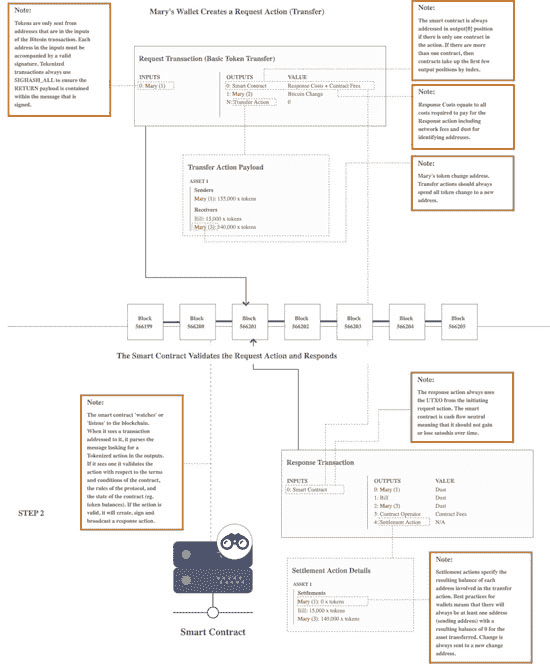 Mary's Wallet Creates a Request Action (Transfer)
Note:
Tokens are only sent from
addresses that are in the inputs
of the Bitcoin transaction. Each
address in the inputs must be
accompanied by a valid
signature. Tokenized
transactions always use
SIGHASH_ALL to ensure the
RETURN payload is contained
within the message that is
signed.
Request Transaction (Basic Token Transfer)
INPUTS
0: Mary (1)
OUTPUTS VALUE
0: Smart Contract Response Costs + Contract Fees
1: Mary (2) Bitcoin Change
N: Transfer Action 0
Note:
The smart contract is always
addressed in output[0] if
there is only one contract in
the action. If there are more
than one contract, then
contracts take up the first few
output positions by index.
Note:
Response Costs equate to all
costs required to pay for the
Response action including
network fees and dust for
identifying addresses.
Note:
Mary's token change address.
Transfer actions should always
spend all token change to a new
address.
Transfer Action Payload
ASSET 1
Senders
Mary (1): 155,000 x tokens
Receivers
Bill: 15,000 x tokens
Mary (3): 140,000 x tokens
Block
566199
Block
566200
Block
566201
Block
566202
Block
566203
Block
566204
Block
566205
The Smart Contract Validates the Request Action and Responds
Note:
The smart contract 'watches' or
'listens' to the blockchain.
When it sees a transaction
addressed to it, it parses the
message looking for a
Tokenized action in the outputs.
If it sees one it validates the
action with respect to the terms
and conditions of the contract,
the rules of the protocol, and
the state of the contract (eg.
token balances). If the action is
valid, it will create, sign and
broadcast a response action.
STEP 2
Smart Contract
Note:
The response action always uses
the UTXO from the initiating
request action. The smart
contract is cash flow neutral
meaning that it should not gain
or lose satoshis over time.
Response Transaction
INPUTS
0: Smart Contract
OUTPUTS VALUE
0: Mary (1) Dust
1: Bill Dust
2: Mary (3) Dust
3: Contract Operator Contract Fees
4: Settlement Action N/A
Settlement Action Details
ASSET 1
Settlements
Mary (1): 0 x tokens
Bill: 15,000 x tokens
Mary (3): 140,000 x tokens
Note:
Settlement actions specify the
resulting balance of each
address involved in the transfer
action. Best practices for
wallets means that there will
always be at least one address
(sending address) with a
resulting balance of 0 for the
asset transferred. Change is
always sent to a new change
address.